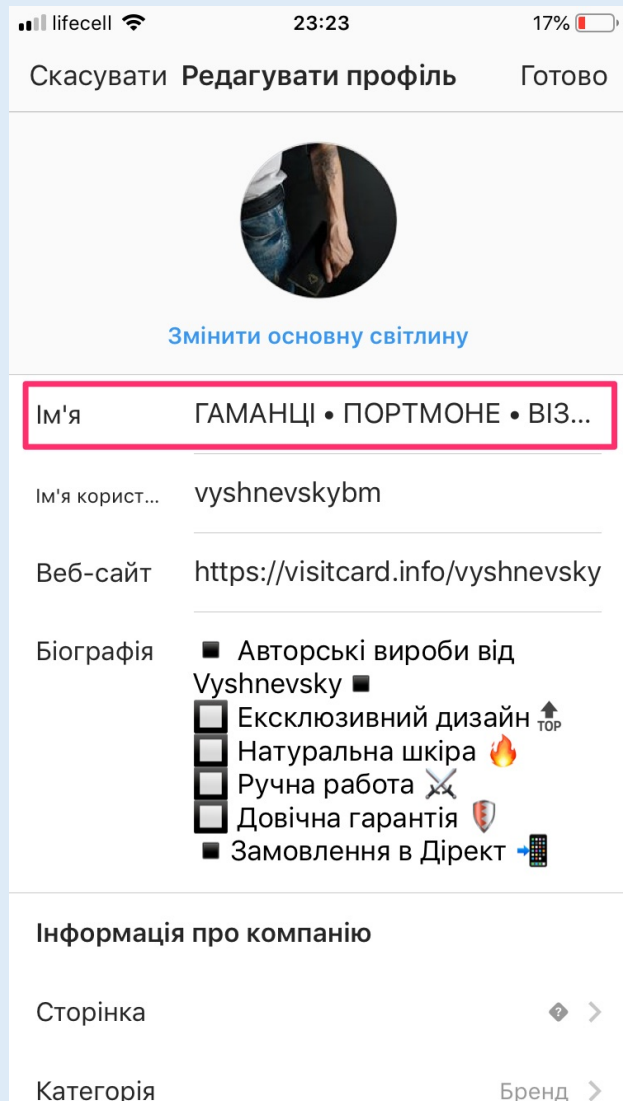 lifecell 23:23 17%
Скасувати Редагувати профіль Готово
Змінити основну світлину
Ім'я ГАМАНЦІ • ПОРТМОНЕ • ВІЗ...
Ім'я корист... vyshnevskybm
Веб-сайт https://visitcard.info/vyshnevsky
Біографія ▪️ Авторські вироби від
Vyshnevsky ▪️
🔲 Ексклюзивний дизайн 🔝
🔲 Натуральна шкіра 🔥
🔲 Ручна работа ⚔️
🔲 Довічна гарантія 🛡
▪️ Замовлення в Дірект 📲
Інформація про компанію
Сторінка
Категорія Бренд